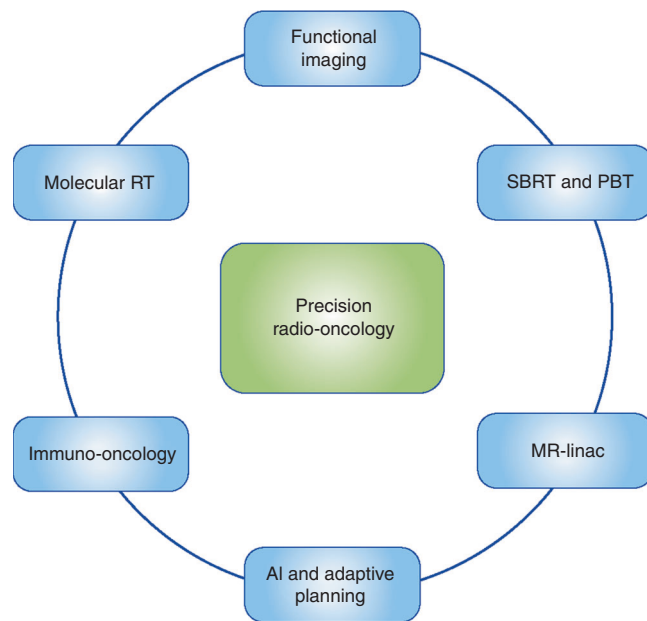 Functional
imaging
Molecular RT
SBRT and PBT
Precision
radio-oncology
Immuno-oncology
MR-linac
AI and adaptive
planning